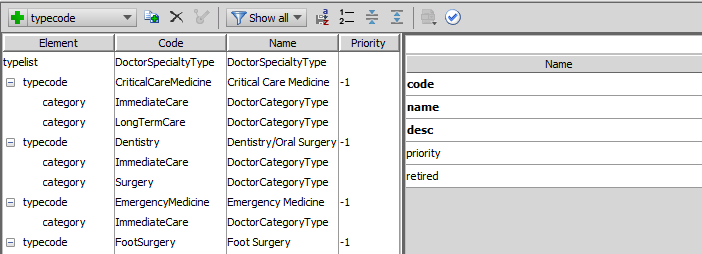 typecode Show all a z 1 2
Element Code Name Priority
typelist DoctorSpecialtyType DoctorSpecialtyType
typecode CriticalCareMedicine Critical Care Medicine -1
category ImmediateCare DoctorCategoryType
category LongTermCare DoctorCategoryType
typecode Dentistry Dentistry/Oral Surgery -1
category ImmediateCare DoctorCategoryType
category Surgery DoctorCategoryType
typecode EmergencyMedicine Emergency Medicine -1
category ImmediateCare DoctorCategoryType
typecode FootSurgery Foot Surgery -1
Name
code
name
desc
priority
retired